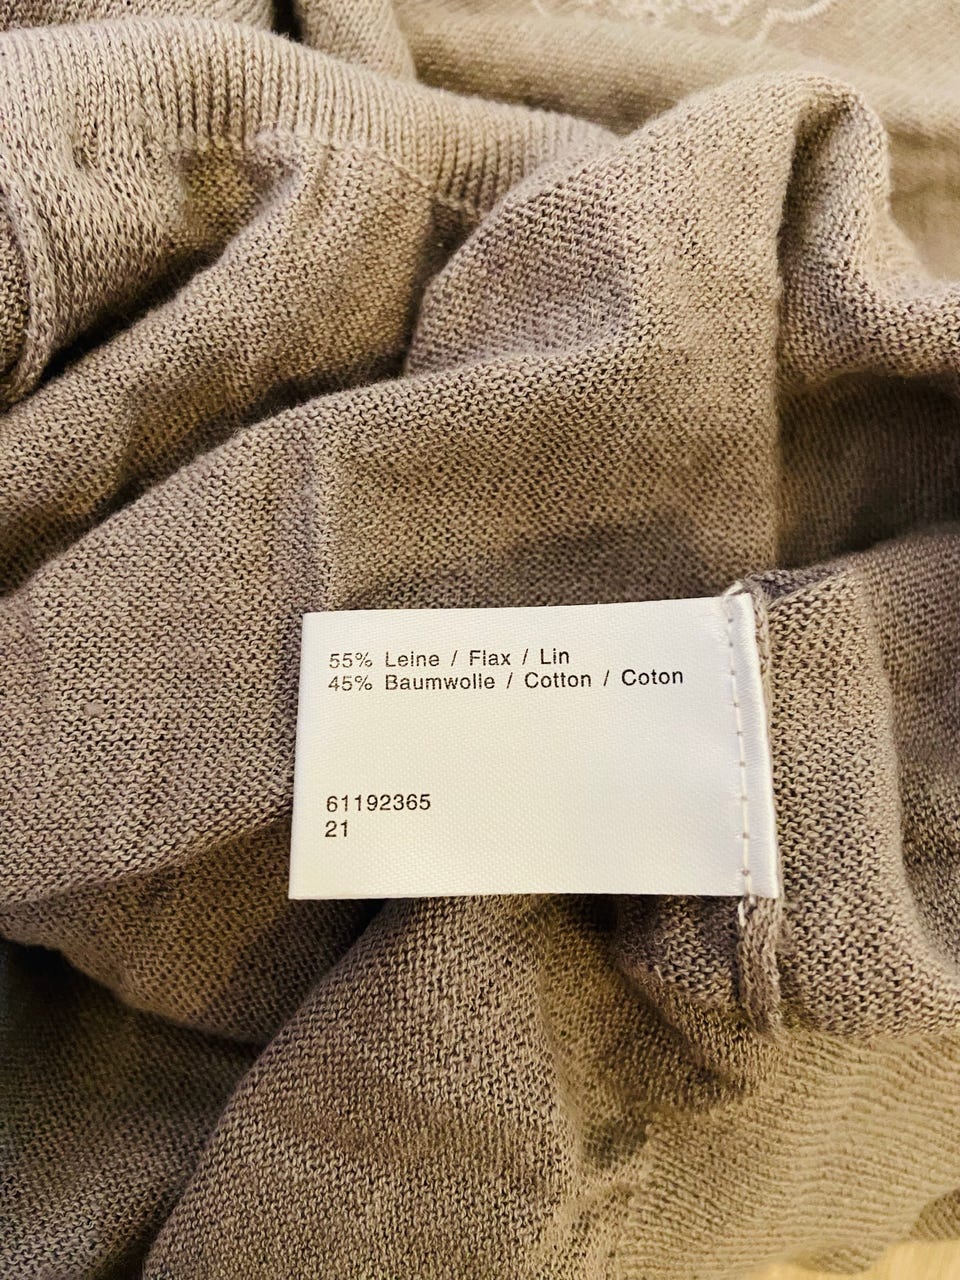 55% Leine / Flax / Lin
45% Baumwolle / Cotton / Coton
61192365
21